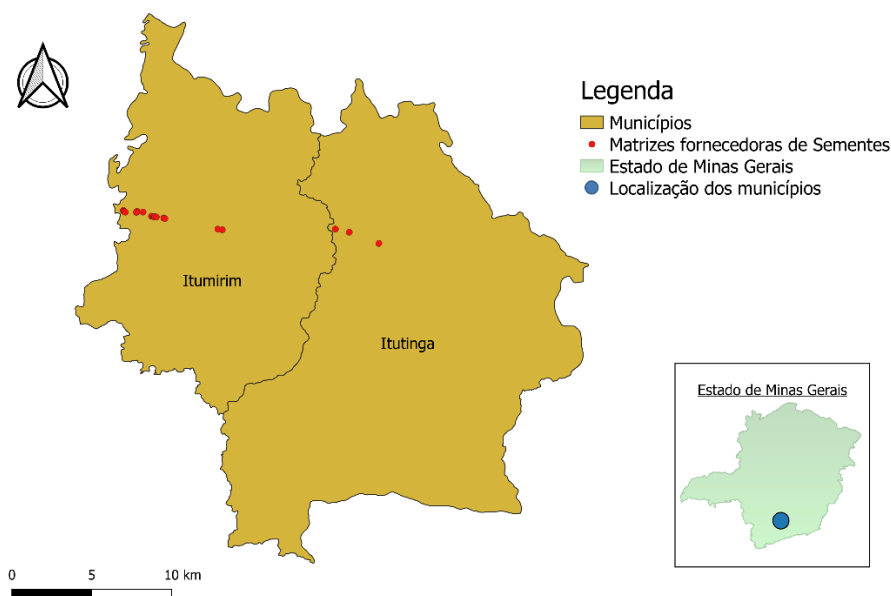 Legenda
Municípios
Matrizes fornecedoras de Sementes
Estado de Minas Gerais
Localização dos municípios
Itumirim
Itutinga
Estado de Minas Gerais
0 5 10 km